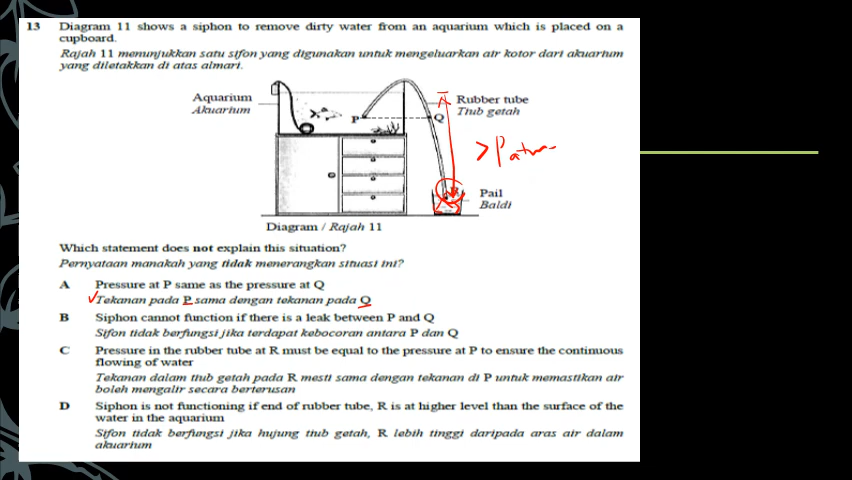 13 Diagram 11 shows a siphon to remove dirty water from an aquarium which is placed on a
cupboard.
Rajah 11 menunjukkan satu sifon yang digunakan untuk mengeluarkan air kotor dari akuarium
yang diletakkan di atas almari.
Aquarium
Akuarium
P
Q
Rubber tube
Tiub getah
> Patm
R
Pail
Baldi
Diagram / Rajah 11
Which statement does not explain this situation?
Pernyataan manakah yang tidak menerangkan situasi ini?
A Pressure at P same as the pressure at Q
Tekanan pada P sama dengan tekanan pada Q
B Siphon cannot function if there is a leak between P and Q
Sifon tidak berfungsi jika terdapat kebocoran antara P dan Q
C Pressure in the rubber tube at R must be equal to the pressure at P to ensure the continuous
flowing of water
Tekanan dalam tiub getah pada R mesti sama dengan tekanan di P untuk memastikan air
boleh mengalir secara berterusan
D Siphon is not functioning if end of rubber tube, R is at higher level than the surface of the
water in the aquarium
Sifon tidak berfungsi jika hujung tiub getah, R lebih tinggi daripada aras air dalam
akuarium